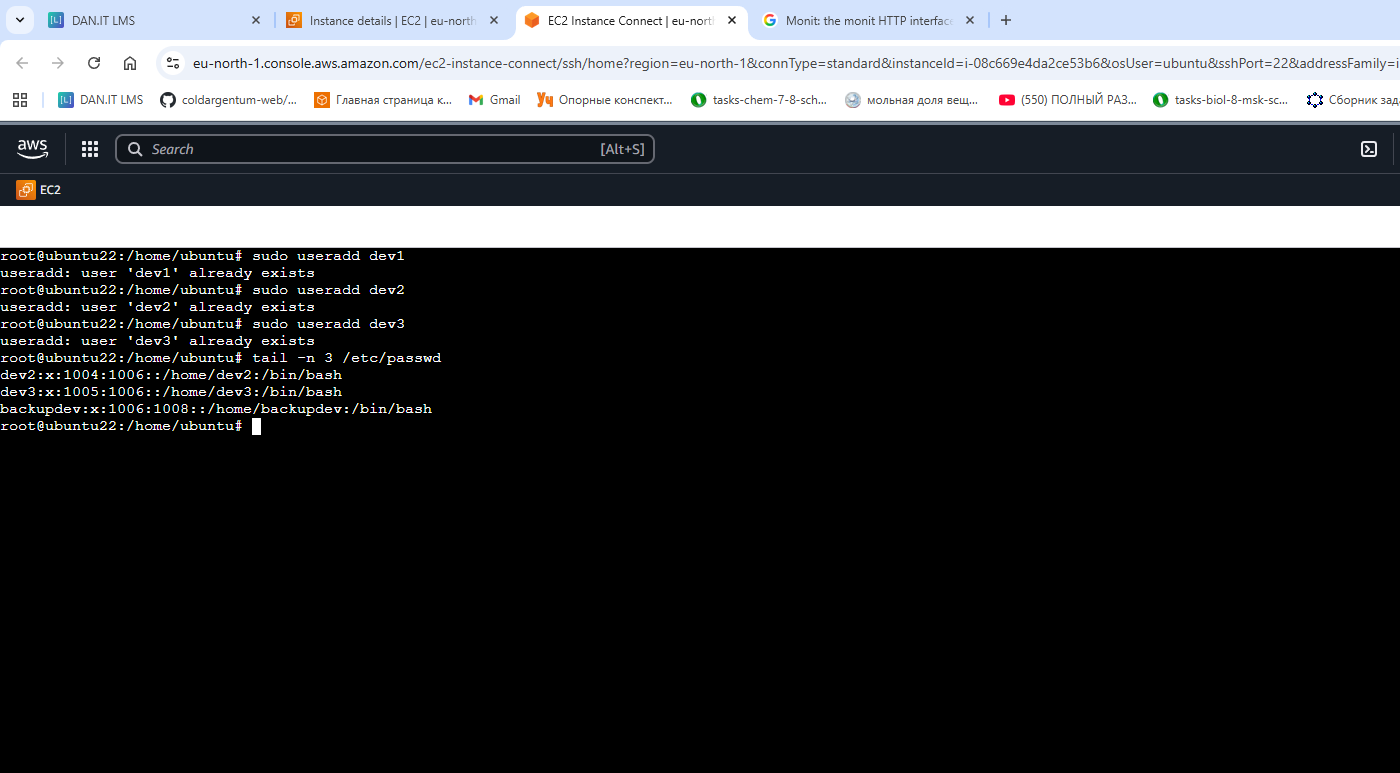 DAN.IT LMS
Instance details | EC2 | eu-north
EC2 Instance Connect | eu-north
Monit: the monit HTTP interface
eu-north-1.console.aws.amazon.com/ec2-instance-connect/ssh/home?region=eu-north-1&connType=standard&instanceId=i-08c669e4da2ce53b6&osUser=ubuntu&sshPort=22&addressFamily=i
[L] DAN.IT LMS
coldargentum-web/...
Главная страница к...
Gmail
Уч Опорные конспект...
tasks-chem-7-8-sch...
мольная доля вещ...
(550) ПОЛНЫЙ РАЗ...
tasks-biol-8-msk-sc...
Сборник зад
aws
Search
[Alt+S]
EC2
root@ubuntu22:/home/ubuntu# sudo useradd dev1
useradd: user 'dev1' already exists
root@ubuntu22:/home/ubuntu# sudo useradd dev2
useradd: user 'dev2' already exists
root@ubuntu22:/home/ubuntu# sudo useradd dev3
useradd: user 'dev3' already exists
root@ubuntu22:/home/ubuntu# tail -n 3 /etc/passwd
dev2:x:1004:1006::/home/dev2:/bin/bash
dev3:x:1005:1006::/home/dev3:/bin/bash
backupdev:x:1006:1008::/home/backupdev:/bin/bash
root@ubuntu22:/home/ubuntu#